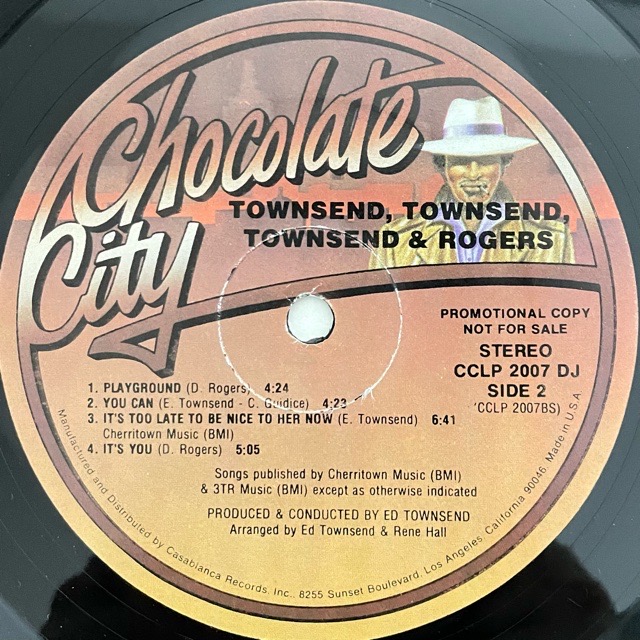 Chocolate
City
TOWNSEND, TOWNSEND,
TOWNSEND & ROGERS
PROMOTIONAL COPY
NOT FOR SALE
STEREO
CCLP 2007 DJ
SIDE 2
(CCLP 2007BS)
1. PLAYGROUND (D. Rogers) 4:24
2. YOU CAN (E. Townsend - C. Guidice) 4:23
3. IT'S TOO LATE TO BE NICE TO HER NOW (E. Townsend) 6:41
Cherritown Music (BMI)
4. IT'S YOU (D. Rogers) 5:05
Songs published by Cherritown Music (BMI)
& 3TR Music (BMI) except as otherwise indicated
PRODUCED & CONDUCTED BY ED TOWNSEND
Arranged by Ed Townsend & Rene Hall
Manufactured and Distributed by Casablanca Records, Inc., 8255 Sunset Boulevard, Los Angeles, California 90046. Made in U.S.A.